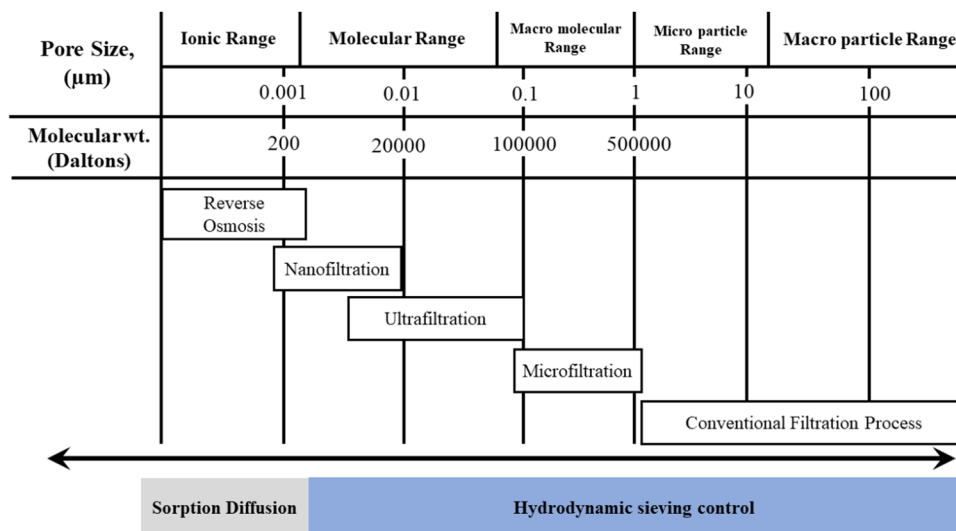 Pore Size,
(μm)
Ionic Range
Molecular Range
Macro molecular
Range
Micro particle
Range
Macro particle Range
0.001
0.01
0.1
1
10
100
Molecular wt.
(Daltons)
200
20000
100000
500000
Reverse
Osmosis
Nanofiltration
Ultrafiltration
Microfiltration
Conventional Filtration Process
Sorption Diffusion
Hydrodynamic sieving control